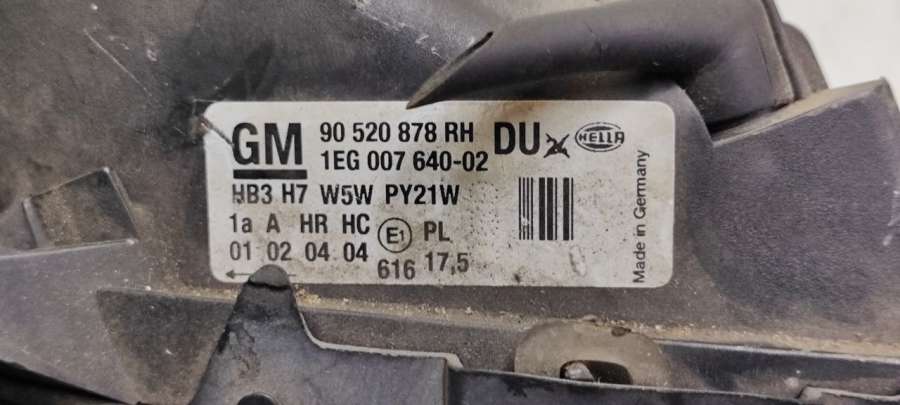 GM 90 520 878 RH DU HELLA
1EG 007 640-02
HB3 H7 W5W PY21W
1a A HR HC E1 PL
01 02 04 04 616 17,5
Made in Germany